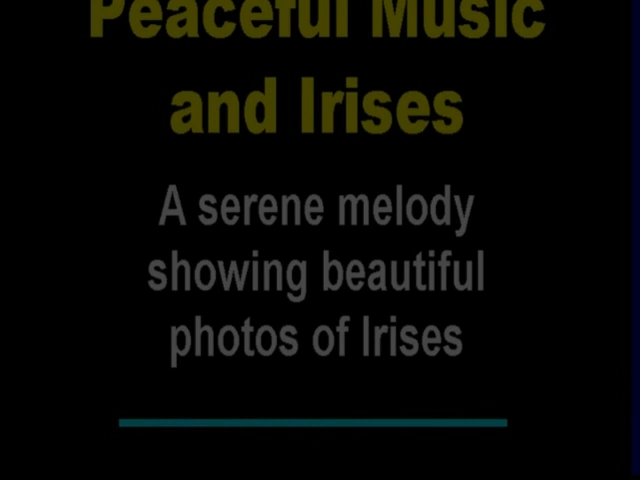 Peaceful Music
and Irises
A serene melody
showing beautiful
photos of Irises